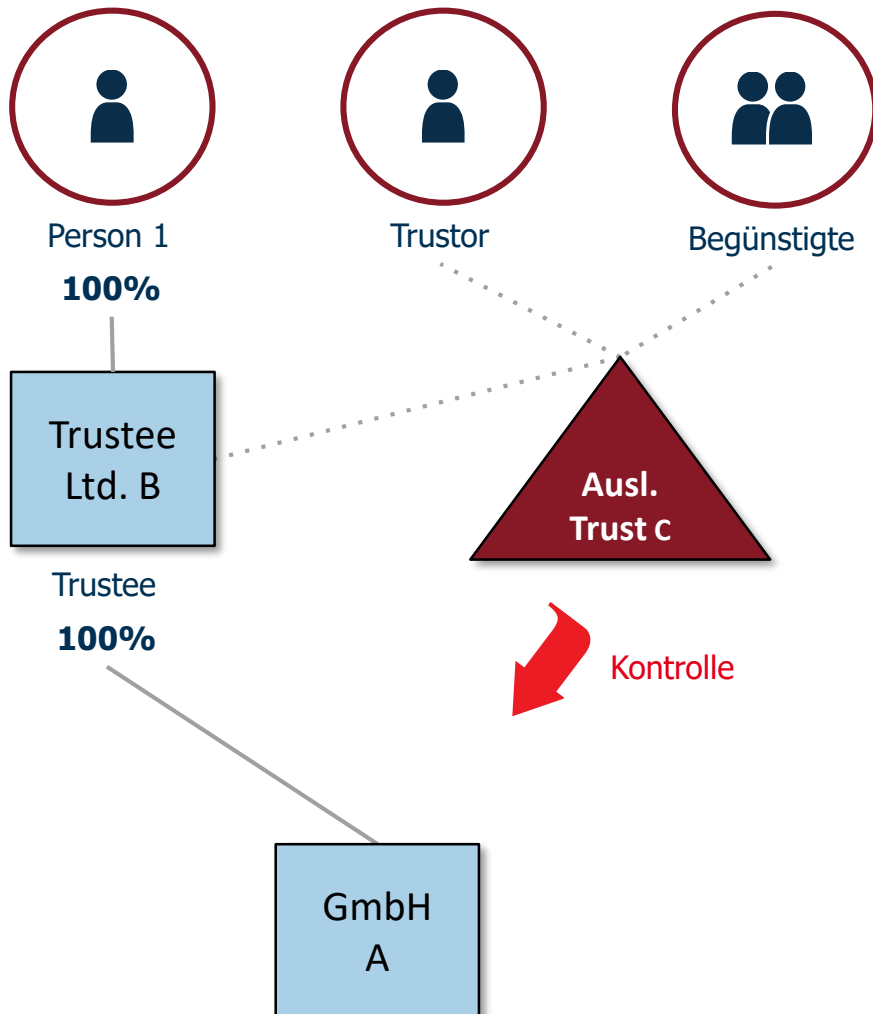 Person 1
100%
Trustor
Begünstigte
Trustee
Ltd. B
Ausl.
Trust C
Trustee
100%
Kontrolle
GmbH
A